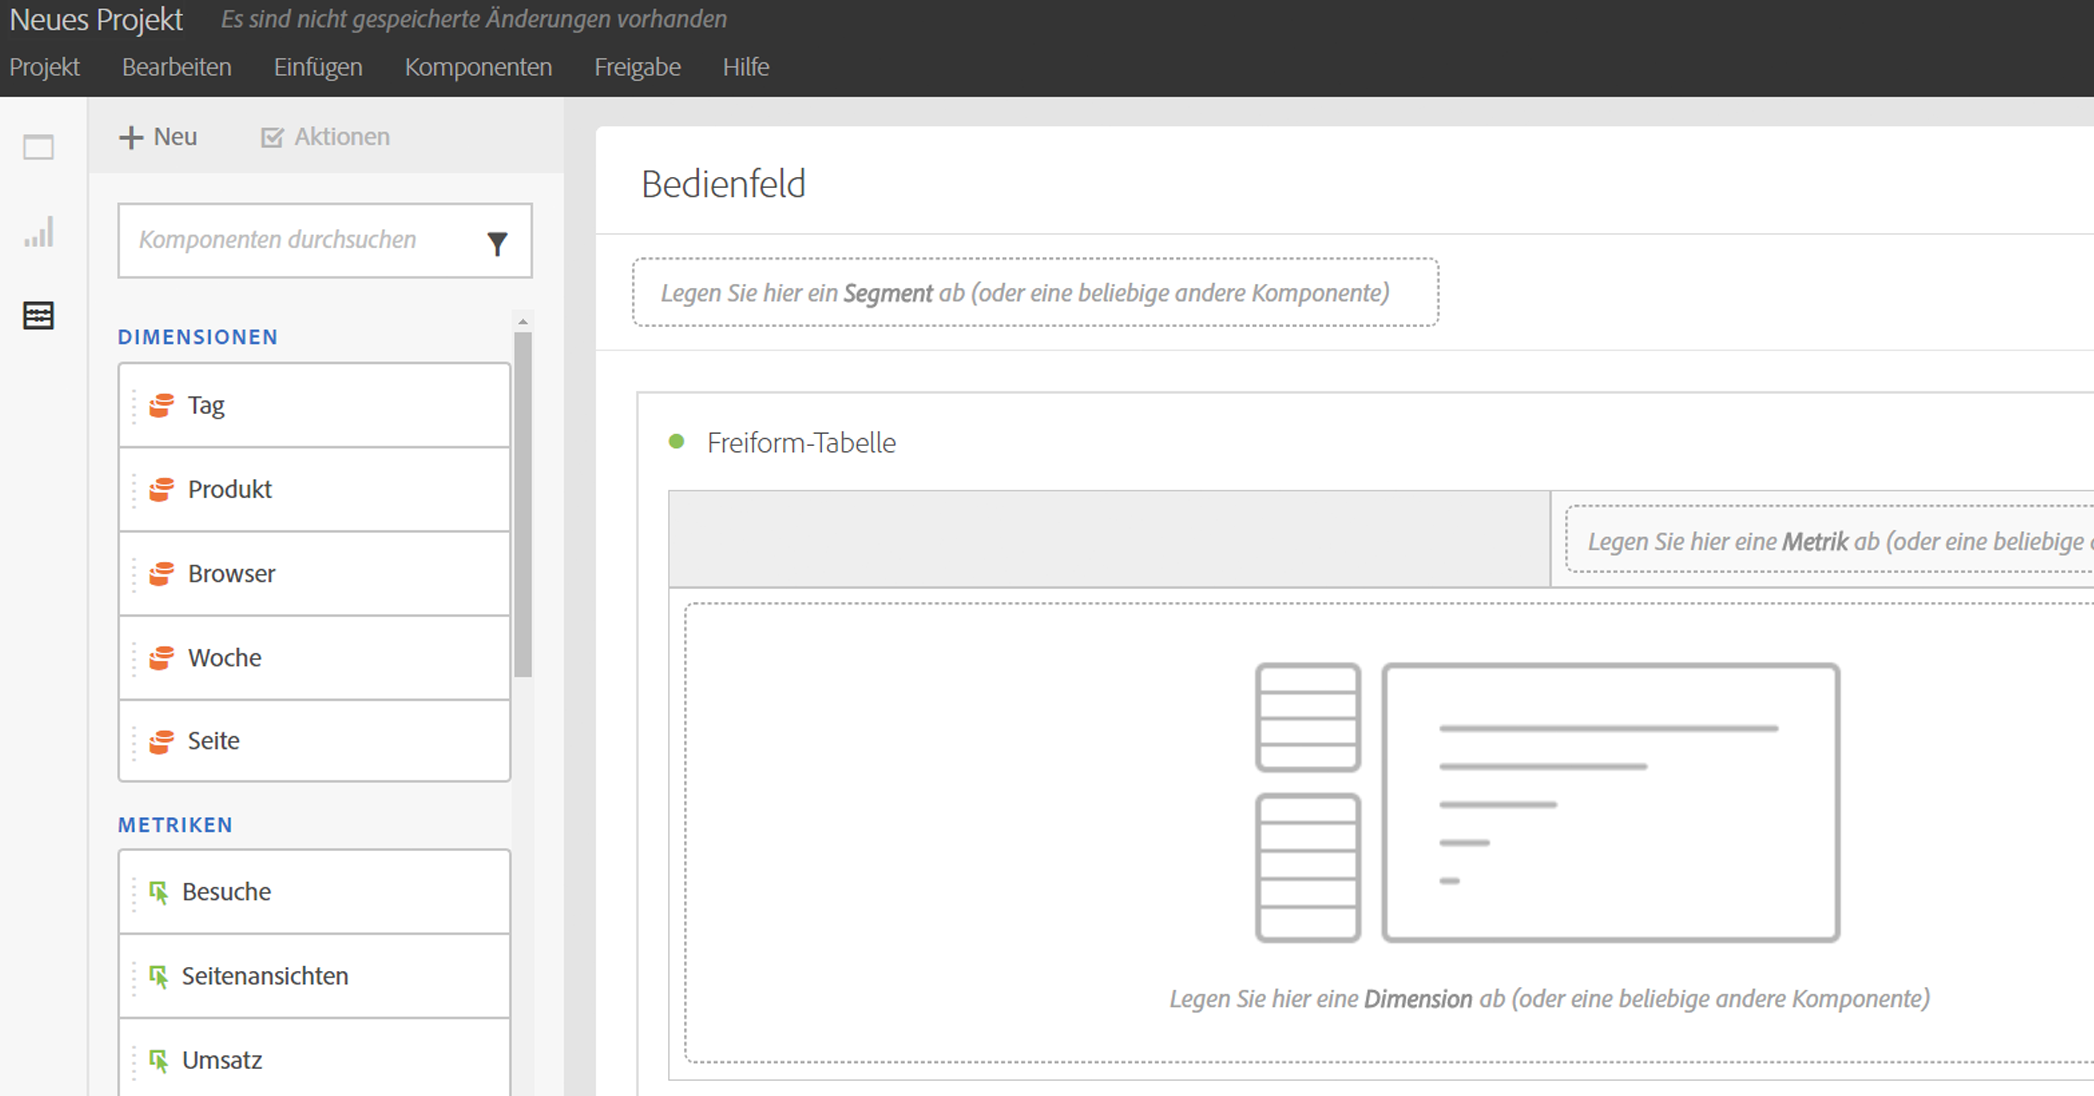 Neues Projekt Es sind nicht gespeicherte Änderungen vorhanden
Projekt Bearbeiten Einfügen Komponenten Freigabe Hilfe
Neu Aktionen
Komponenten durchsuchen
DIMENSIONEN
Tag
Produkt
Browser
Woche
Seite
METRIKEN
Besuche
Seitenansichten
Umsatz
Bedienfeld
Legen Sie hier ein Segment ab (oder eine beliebige andere Komponente)
Freiform-Tabelle
Legen Sie hier eine Metrik ab (oder eine beliebige
Legen Sie hier eine Dimension ab (oder eine beliebige andere Komponente)